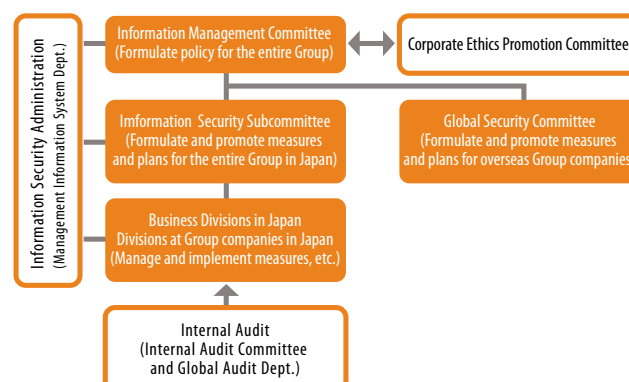 Information Management Committee
(Formulate policy for the entire Group)
Corporate Ethics Promotion Committee
Information Security Administration
(Management Information System Dept.)
Imformation Security Subcommittee
(Formulate and promote measures
and plans for the entire Group in Japan)
Global Security Committee
(Formulate and promote measures
and plans for overseas Group companies
Business Divisions in Japan
Divisions at Group companies in Japan
(Manage and implement measures, etc.)
Internal Audit
(Internal Audit Committee
and Global Audit Dept.)